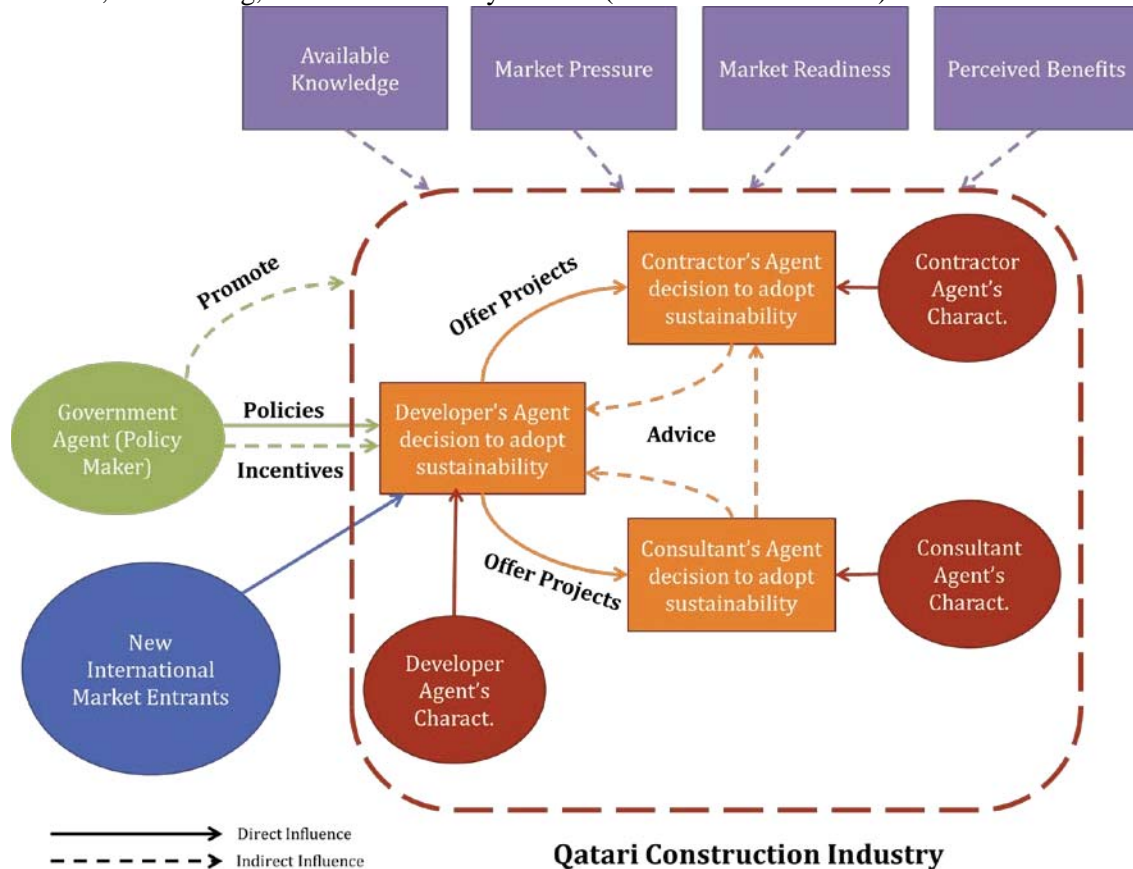 Available
Knowledge
Market Pressure
Market Readiness
Perceived Benefits
Promote
Offer Projects
Contractor's Agent
decision to adopt
sustainability
Contractor
Agent's
Charact.
Government
Agent (Policy
Maker)
Policies
Incentives
Developer's Agent
decision to adopt
sustainability
Advice
Offer Projects
Consultant's Agent
decision to adopt
sustainability
Consultant
Agent's
Charact.
New
International
Market Entrants
Developer
Agent's
Charact.
Direct Influence
Indirect Influence
Qatari Construction Industry